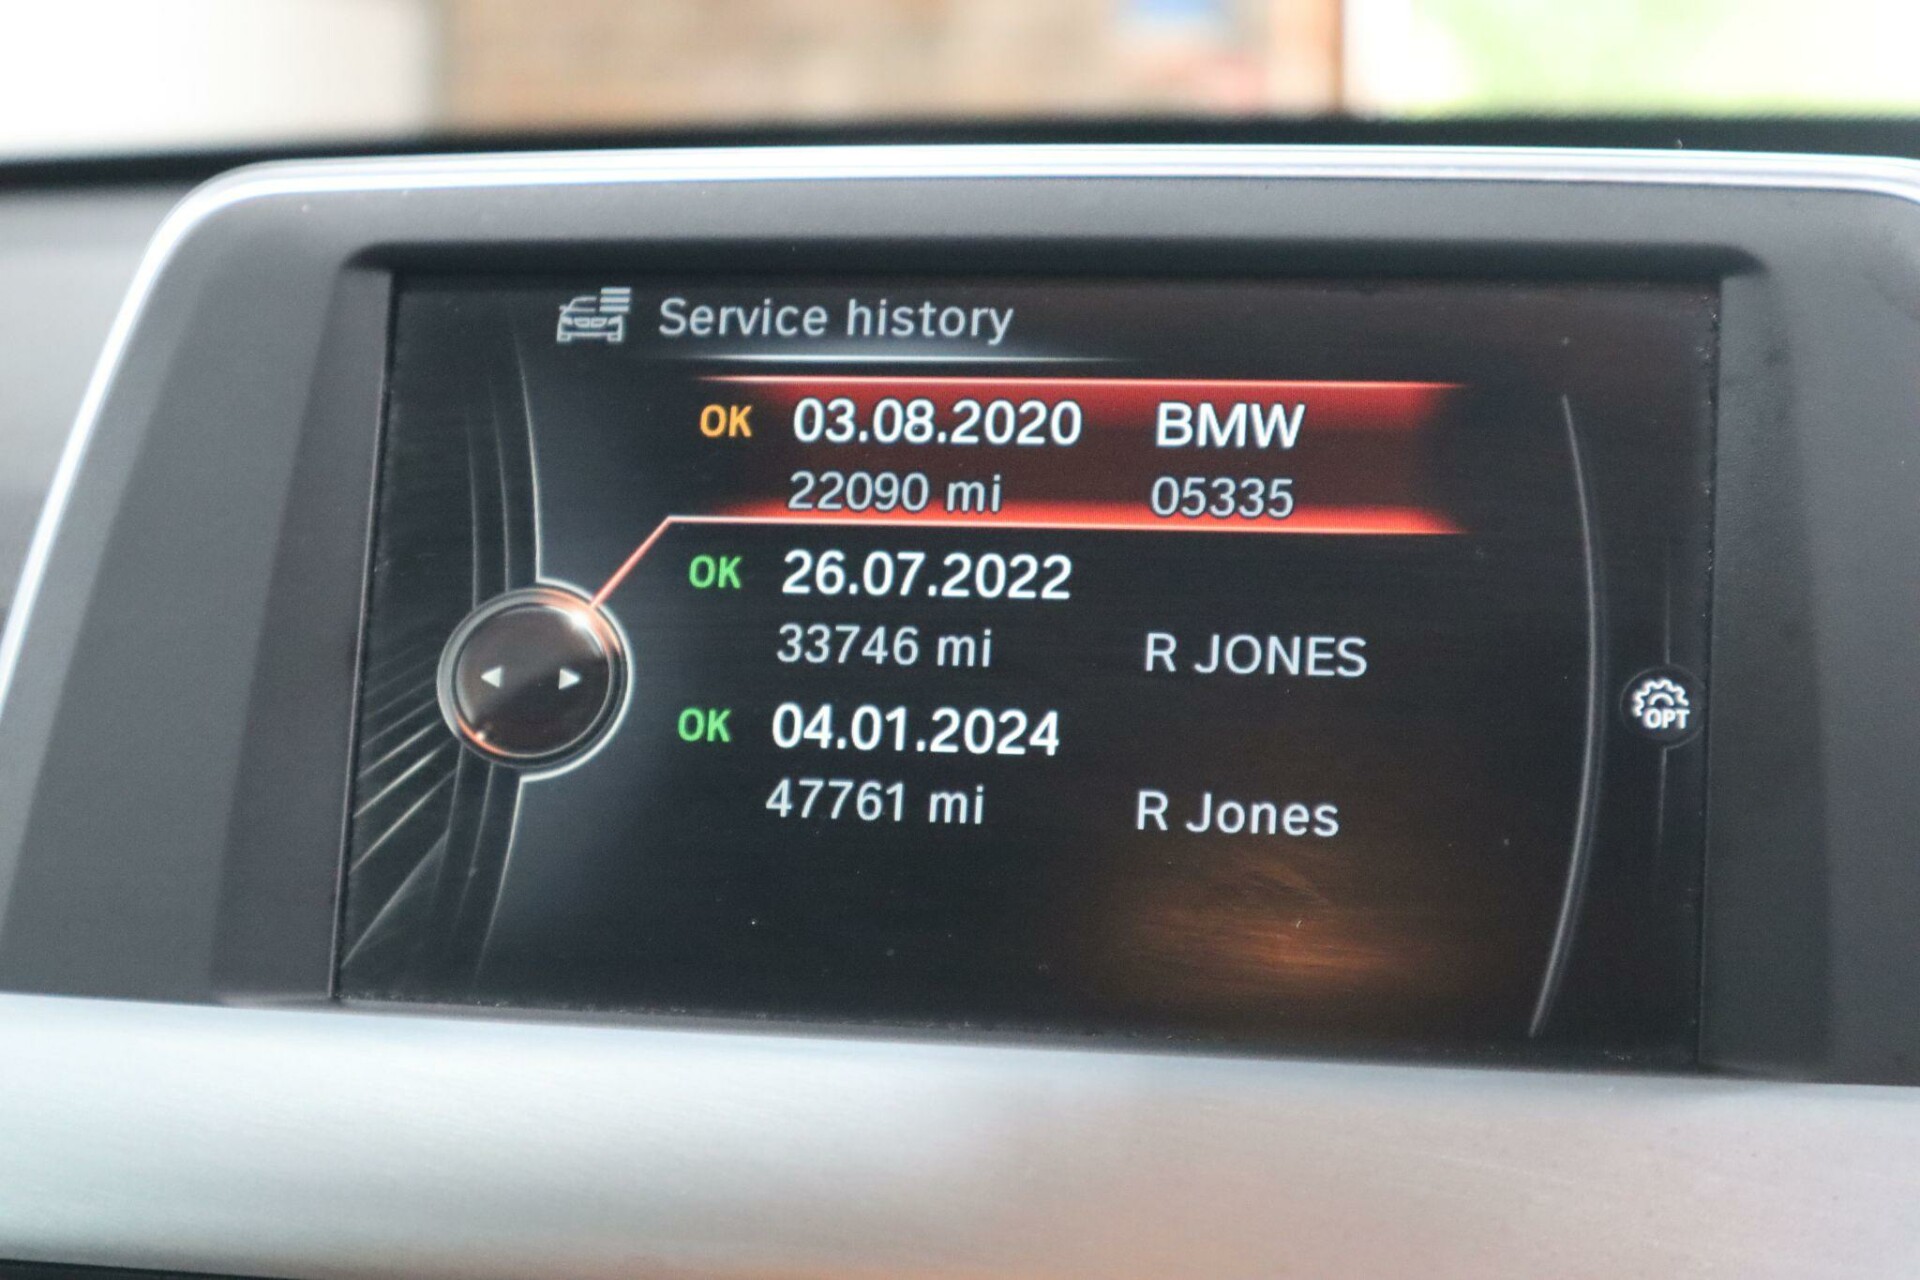 Service history
OK 03.08.2020 BMW
22090 mi 05335
OK 26.07.2022
33746 mi R JONES
OK 04.01.2024
47761 mi R Jones
OPT